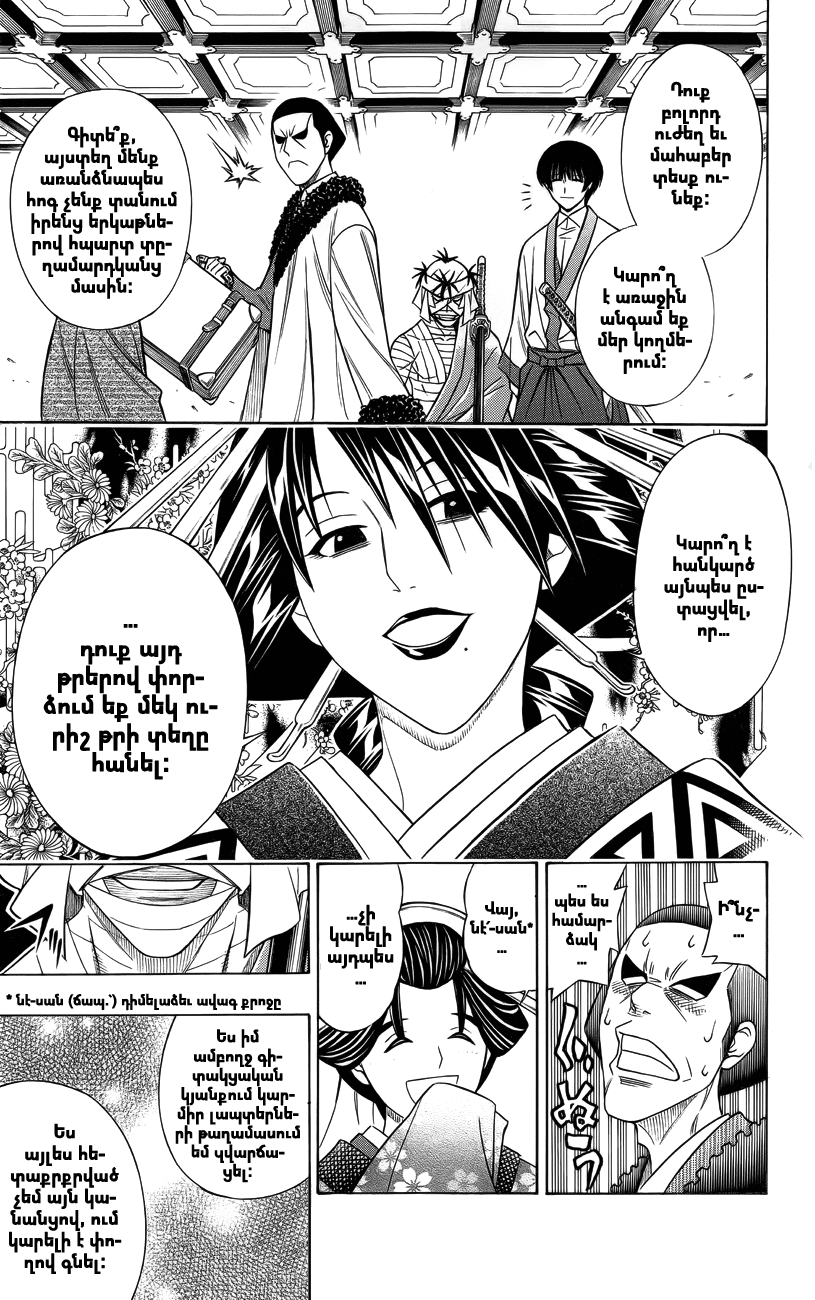 Դուք
բոլորդ
ուժեղ եւ
մահաբեր
տեսք ու-
նեք:
Կարո՞ղ
է առաջին
անգամ եք
մեր կողմե-
րում:
Գիտե՞ք,
այստեղ մենք
առանձնապես
հոգ չենք տանում
իրենց երկաթնե-
րով հպարտ տը-
ղամարդկանց
մասին:
Կարո՞ղ է
հանկարծ
այնպես ըս-
տացվել,
որ...
...
դուք այդ
թրերով փոր-
ձում եք մեկ ու-
րիշ թրի տեղը
հանել:
Ի՞նչ-
...
...
պես ես
համար-
ձակ
...
Վայ,
նէ՜-սան*
...
...չի
կարելի
այդպես
...
* նէ-սան (ճապ.՝) դիմելաձեւ ավագ քրոջը
Ես իմ
ամբողջ գի-
տակցական
կյանքում կար-
միր լապտերնե-
րի թաղամասում
եմ զվարճա-
ցել:
Ես
այլես հե-
տաքրքրված
չեմ այն կա-
նանցով, ում
կարելի է փո-
ղով գնել: